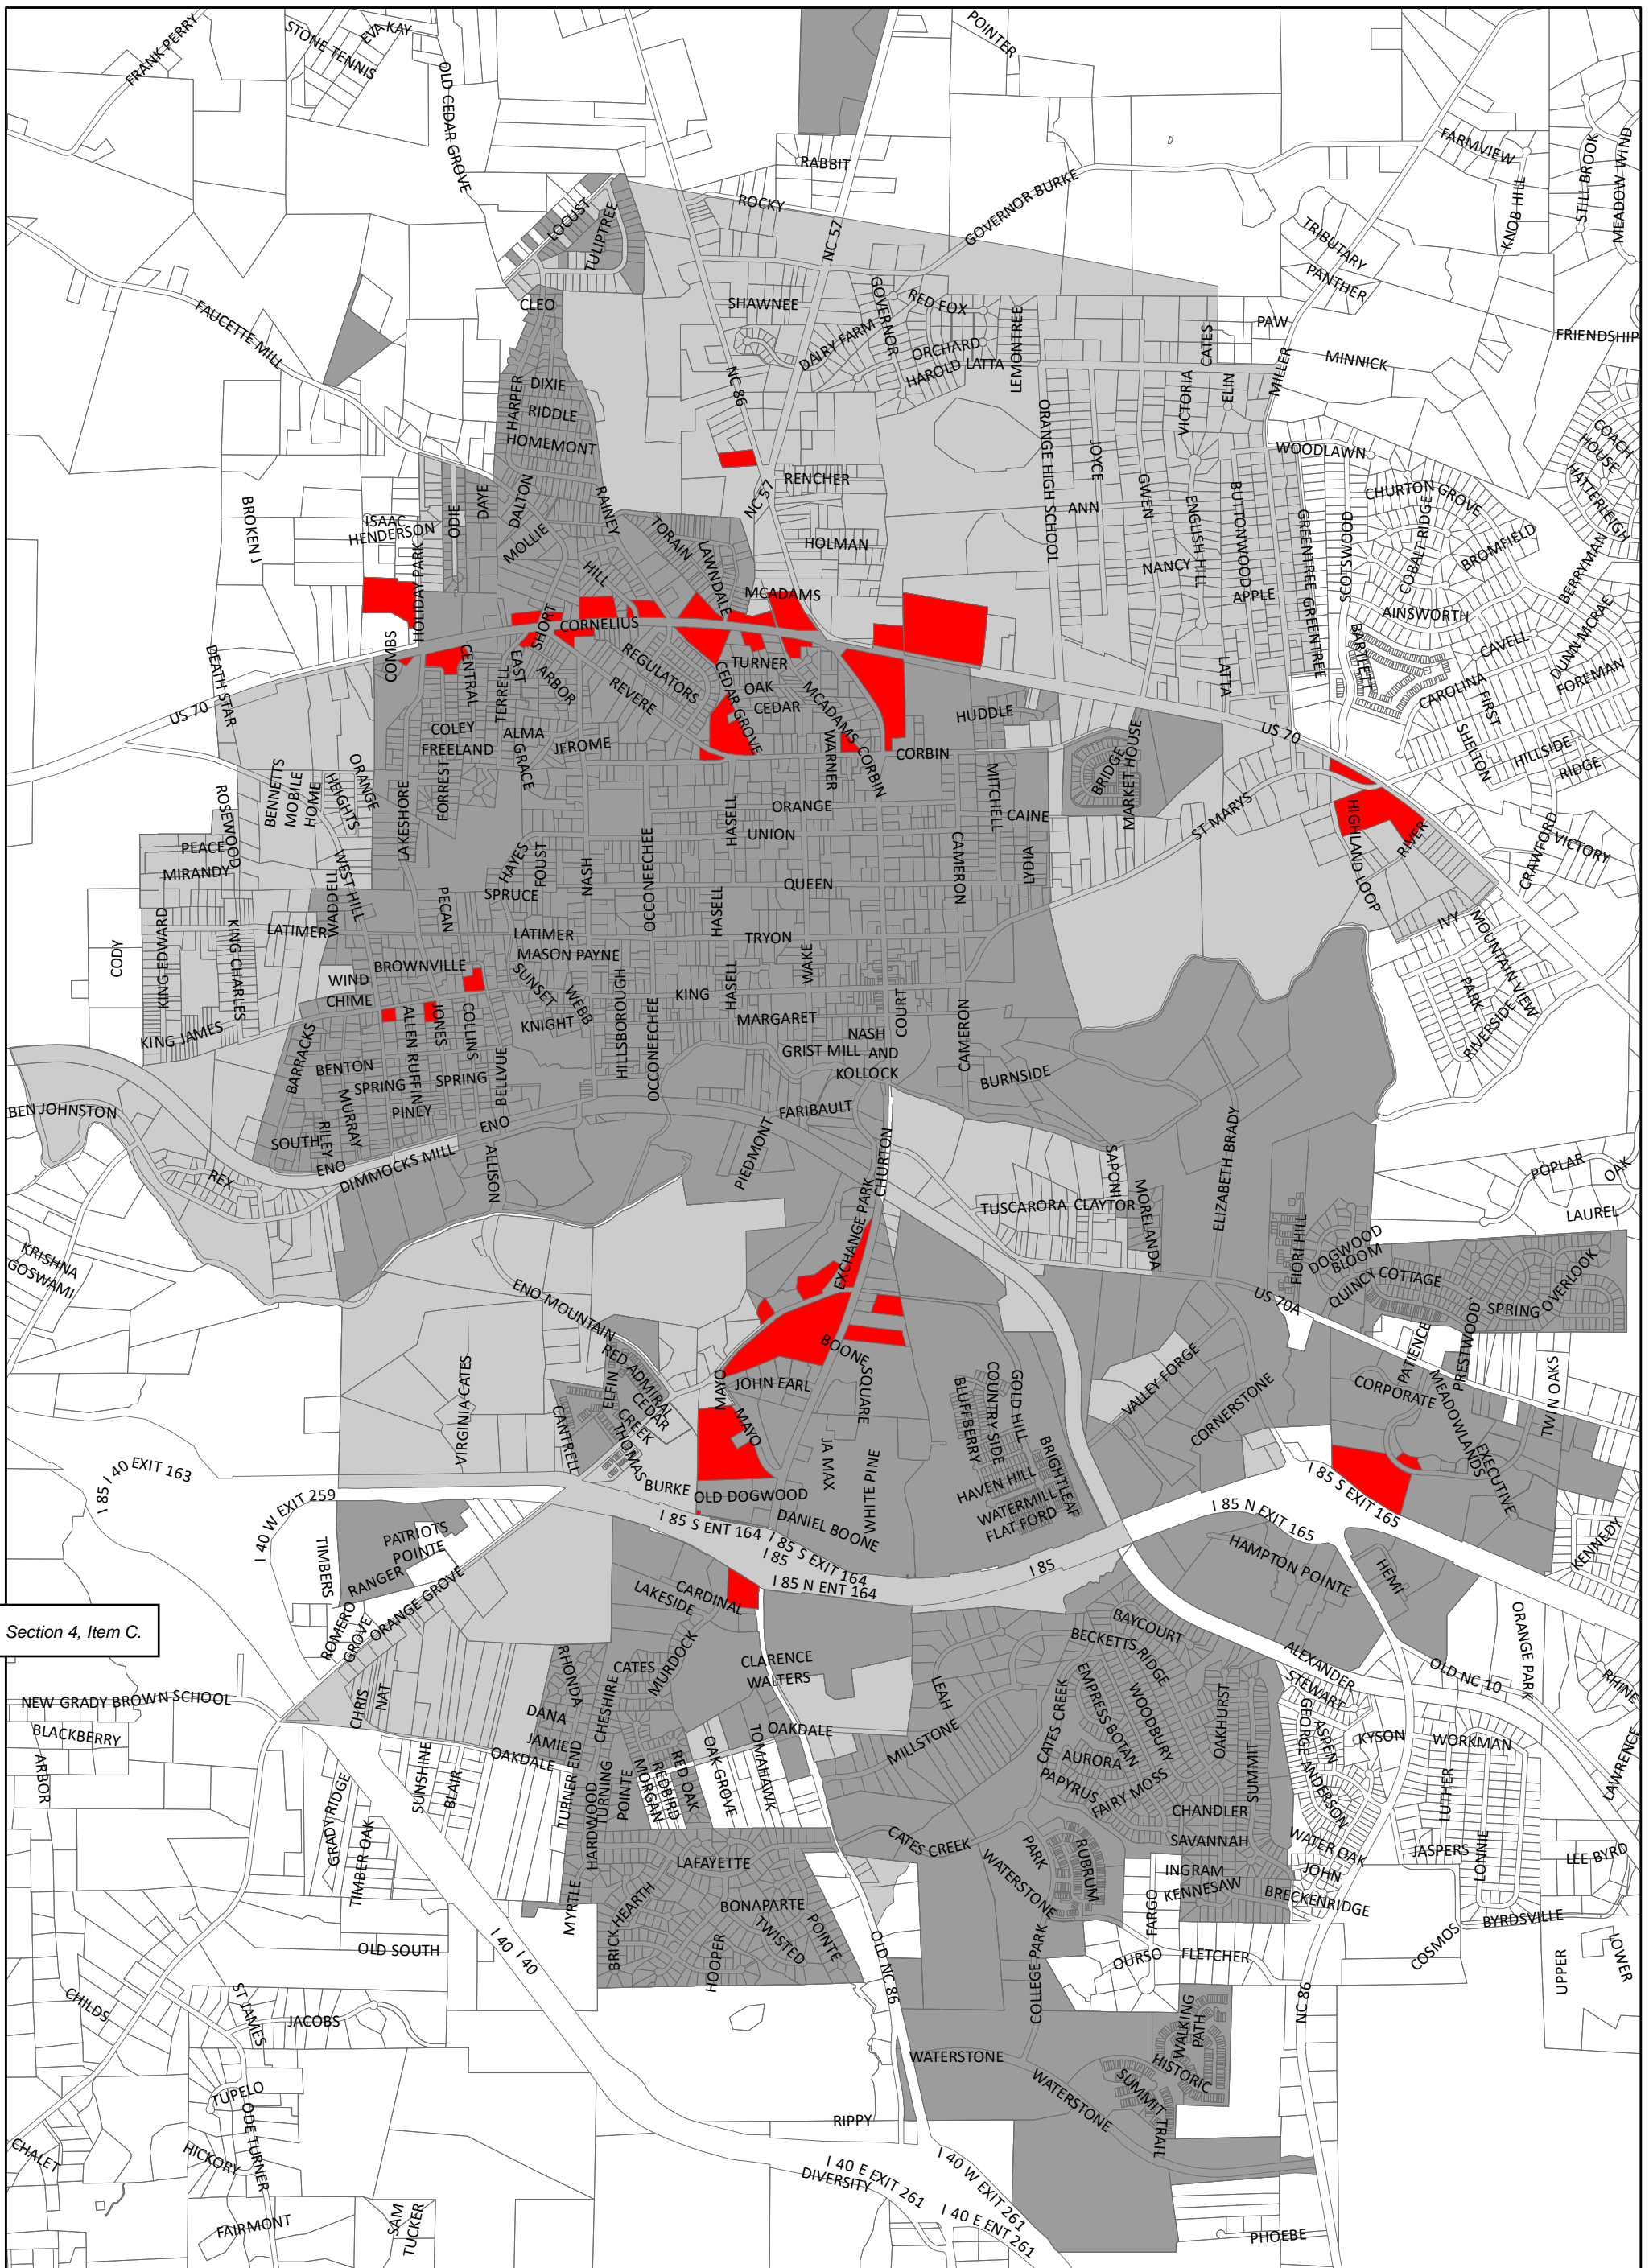 FRANK PERRY
STONE TENNIS
EVA KAY
OLD CEDAR GROVE
POINTER
RABBIT
ROCKY
NC 57
GOVERNOR BURKE
FARMVIEW
KNOB HILL
STILL BROOK
MEADOW WIND
TRIBUTARY
PANTHER
LOCUST
TULIPTREE
CLEO
SHAWNEE
GOVERNOR
RED FOX
DAIRY FARM
ORCHARD
HAROLD LATTA
LEMONTREE
CATES
PAW
MILLER
MINNICK
FRIENDSHIP
FAUCETTE MILL
NC 86
HARPER
DIXIE
RIDDLE
HOMEMONT
VICTORIA
ELIN
ORANGE HIGH SCHOOL
JOYCE
WOODLAWN
COACH
HOUSE
HATTERLEIGH
RENCHER
NC 57
BROKEN J
ISAAC
HENDERSON
ODIE
DAYE
DALTON
MOLLIE
RAINEY
TORAIN
LAWNDALE
HILL
HOLMAN
ANN
GWEN
ENGLISH HILL
BUTTONWOOD
NANCY
APPLE
GREENTREE
GREENTREE
SCOTSWOOD
CHURTON GROVE
COBALT RIDGE
BROMFIELD
BERRYMAN
AINSWORTH
MCADAMS
HOLIDAY PARK
COMBS
SHORT
CORNELIUS
CENTRAL
EAST
TERRELL
ARBOR
REVERE
REGULATORS
CEDAR GROVE
TURNER
OAK
CEDAR
MCADAMS
CORBIN
WARNER
CORBIN
HUDDLE
LATTA
BARTLETT
CAVELL
DUNN MCRAE
FOREMAN
CAROLINA
FIRST
SHELTON
HILLSIDE
RIDGE
DEATH STAR
US 70
COLEY
FREELAND
ALMA
JEROME
GRACE
FORREST
LAKESHORE
ORANGE
HEIGHTS
BENNETTS
MOBILE
HOME
ROSEWOOD
US 70
BRIDGE
MARKET HOUSE
MITCHELL
CAINE
ST MARYS
HIGHLAND LOOP
RIVER
CRAWFORD
VICTORY
PEACE
MIRANDY
WEST HILL
WADDELL
HAYES
FOUST
SPRUCE
NASH
OCCONEECHEE
HASELL
ORANGE
UNION
QUEEN
CAMERON
LYDIA
PECAN
CODY
KING EDWARD
KING CHARLES
LATIMER
LATIMER
MASON PAYNE
HASELL
TRYON
WAKE
IVY
MOUNTAIN VIEW
PARK
RIVERSIDE
WIND
CHIME
BROWNVILLE
SUNSET
WEBB
KNIGHT
HILLSBOROUGH
OCCONEECHEE
KING
HASELL
MARGARET
COURT
NASH
AND
KOLLOCK
GRIST MILL
CAMERON
BURNSIDE
KING JAMES
BARRACKS
ALLEN RUFFIN
JONES
COLLINS
BENTON
SPRING
SPRING
BELLVUE
MURRAY
PINEY
RILEY
SOUTH
ENO
ENO
DIMMOCKS MILL
ALLISON
BEN JOHNSTON
REX
FARIBAULT
PIEDMONT
CHURTON
EXCHANGE PARK
SAPONI
TUSCARORA
CLAYTOR
MORELANDA
ELIZABETH BRADY
POPLAR
OAK
LAUREL
KRISHNA
GOSWAMI
FIORI HILL
DOGWOOD
BLOOM
QUINCY COTTAGE
SPRING
OVERLOOK
US 70A
PATIENCE
PRESTWOOD
CORPORATE
MEADOWLANDS
EXECUTIVE
TWIN OAKS
ENO MOUNTAIN
RED ADMIRAL
CEDAR
CREEK
ELFIN
THOMAS
CANTRELL
VIRGINIA CATES
MAYO
MAYO
JOHN EARL
BOONE
SQUARE
JA MAX
WHITE PINE
BLUFFBERRY
COUNTRY SIDE
GOLD HILL
BRIGHTLEAF
HAVEN HILL
WATERMILL
FLAT FORD
VALLEY FORGE
CORNERSTONE
I 85 I 40 EXIT 163
I 40 W EXIT 259
BURKE
OLD DOGWOOD
DANIEL BOONE
I 85 S ENT 164
I 85 S EXIT 164
I 85
I 85 N ENT 164
I 85
I 85 N EXIT 165
I 85 S EXIT 165
HAMPTON POINTE
HEMI
KENNEDY
TIMBERS
PATRIOTS
POINTE
RANGER
ROMERO
GROVE
ORANGE GROVE
LAKESIDE
CARDINAL
Section 4, Item C.
NEW GRADY BROWN SCHOOL
BLACKBERRY
ARBOR
CHRIS
NAT
RHONDA
CATES
CHESHIRE
MURDOCK
CLARENCE
WALTERS
DANA
JAMIE
OAKDALE
OAKDALE
LEAH
MILLSTONE
BAYCOURT
BECKETTS RIDGE
EMPRESS
BOTAN
WOODBURY
OAKHURST
SUMMIT
CATES CREEK
ALEXANDER
STEWART
GEORGE ANDERSON
ASPEN
OLD NC 10
ORANGE PARK
RHINE
KYSON
WORKMAN
LAWRENCE
SUNSHINE
BLAIR
GRADY RIDGE
TIMBER OAK
TURNER END
HARDWOOD
TURNING
POINTE
MORGAN
REDBIRD
RED OAK
OAK GROVE
TOMAHAWK
AURORA
PAPYRUS
FAIRY MOSS
CHANDLER
SAVANNAH
LUTHER
LONNIE
JASPERS
LEE BYRD
WATER OAK
JOHN
BRECKENRIDGE
INGRAM
KENNESAW
CATES CREEK
PARK
RUBRUM
WATERSTONE
FARGO
LAFAYETTE
BONAPARTE
TWISTED
POINTE
BRICK HEARTH
HOOPER
MYRTLE
OLD NC 86
COLLEGE PARK
OURSO
FLETCHER
COSMOS
BYRDSVILLE
UPPER
LOWER
OLD SOUTH
I 40
I 40
CHILDS
ST JAMES
JACOBS
NC 86
WALKING
PATH
HISTORIC
SUMMIT TRAIL
WATERSTONE
WATERSTONE
TUPELO
ODE TURNER
HICKORY
CHALET
FAIRMONT
SAM
TUCKER
RIPPY
I 40 E EXIT 261
DIVERSITY
I 40 W EXIT 261
I 40 E ENT 261
PHOEBE